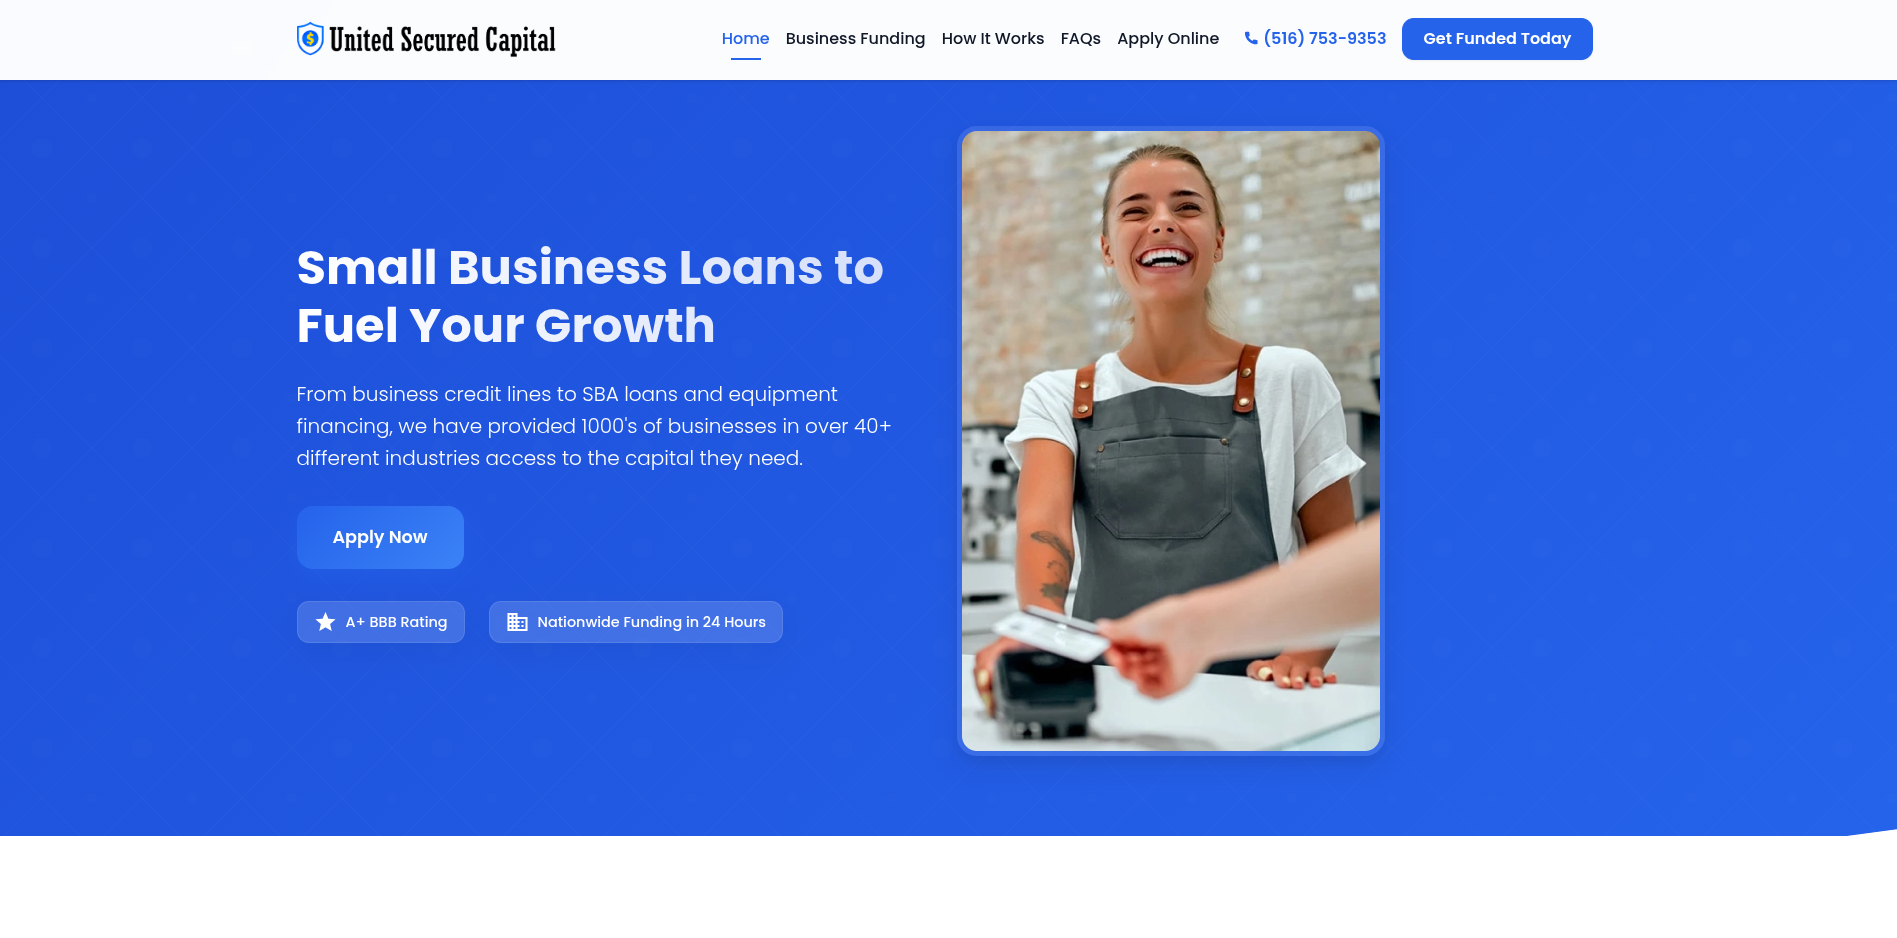 United Secured Capital
Home
Business Funding
How It Works
FAQs
Apply Online
(516) 753-9353
Get Funded Today
Small Business Loans to
Fuel Your Growth
From business credit lines to SBA loans and equipment
financing, we have provided 1000's of businesses in over 40+
different industries access to the capital they need.
Apply Now
A+ BBB Rating
Nationwide Funding in 24 Hours